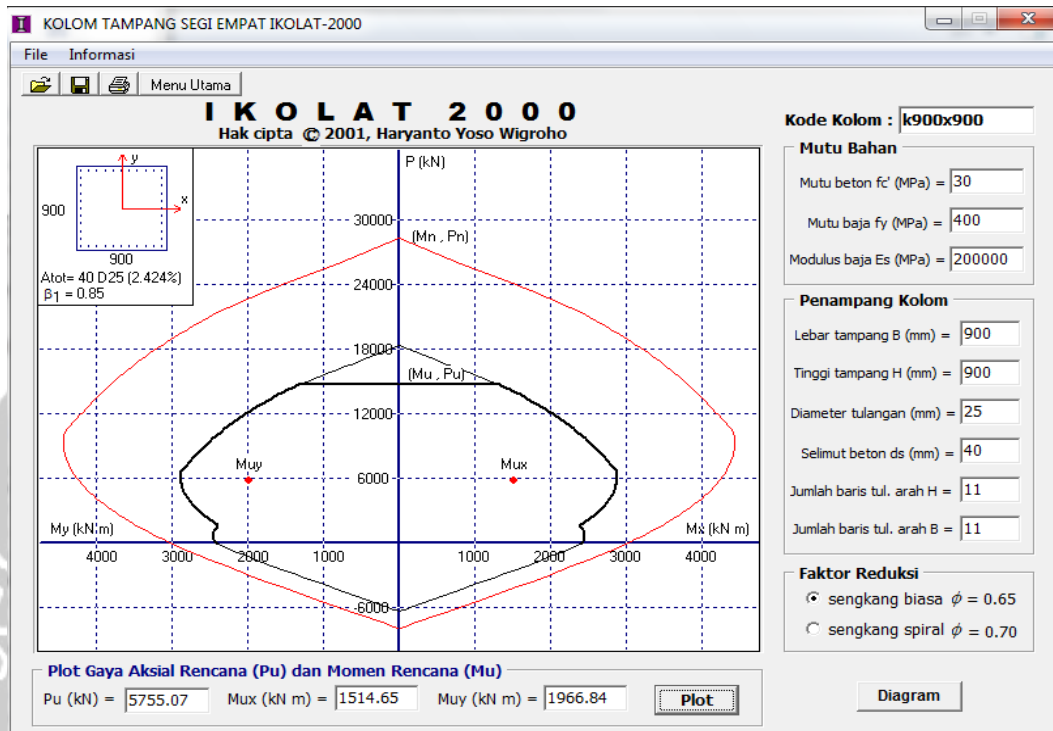 KOLOM TAMPANG SEGI EMPAT IKOLAT-2000
File Informasi
Menu Utama
I K O L A T 2 0 0 0
Hak cipta © 2001, Haryanto Yoso Wigroho
y
x
900
900
Atot= 40 D25 (2.424%)
β1 = 0.85
P (kN)
30000
(Mn , Pn)
24000
18000
(Mu , Pu)
12000
Muy Mux
6000
My (kN m) Mx (kN m)
4000 3000 2000 1000 1000 2000 3000 4000
-6000
Kode Kolom : k900x900
Mutu Bahan
Mutu beton fc' (MPa) = 30
Mutu baja fy (MPa) = 400
Modulus baja Es (MPa) = 200000
Penampang Kolom
Lebar tampang B (mm) = 900
Tinggi tampang H (mm) = 900
Diameter tulangan (mm) = 25
Selimut beton ds (mm) = 40
Jumlah baris tul. arah H = 11
Jumlah baris tul. arah B = 11
Faktor Reduksi
sengkang biasa ϕ = 0.65
sengkang spiral ϕ = 0.70
Plot Gaya Aksial Rencana (Pu) dan Momen Rencana (Mu)
Pu (kN) = 5755.07 Mux (kN m) = 1514.65 Muy (kN m) = 1966.84 Plot
Diagram